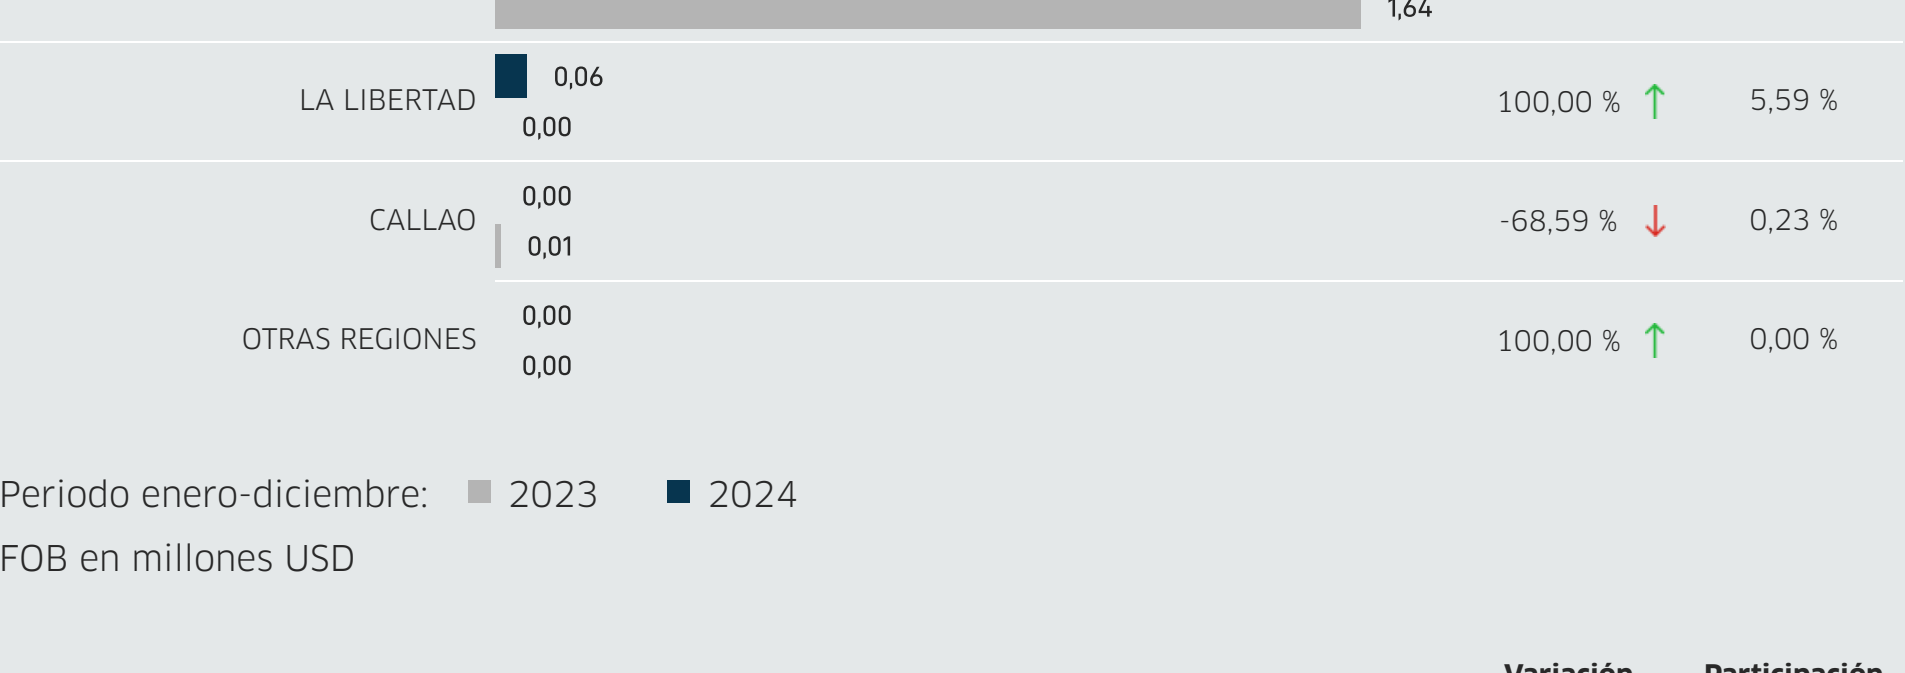 1,64
0,06
LA LIBERTAD 100,00 % ↑ 5,59 %
0,00
0,00
CALLAO -68,59 % ↓ 0,23 %
0,01
0,00
OTRAS REGIONES 100,00 % ↑ 0,00 %
0,00
Periodo enero-diciembre: 2023 2024
FOB en millones USD
Variación Participación